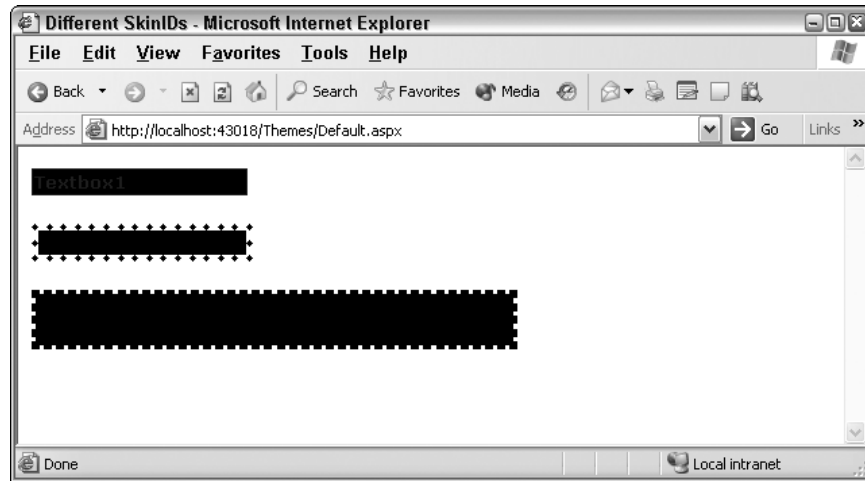 Different SkinIDs - Microsoft Internet Explorer
File Edit View Favorites Tools Help
Back Search Favorites Media
Address http://localhost:43018/Themes/Default.aspx Go Links »
Textbox1
Done Local intranet